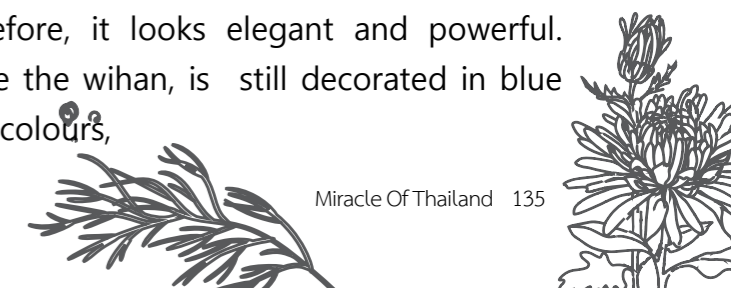 efore, it looks elegant and powerful.
e the wihan, is still decorated in blue
colours,
Miracle Of Thailand 135